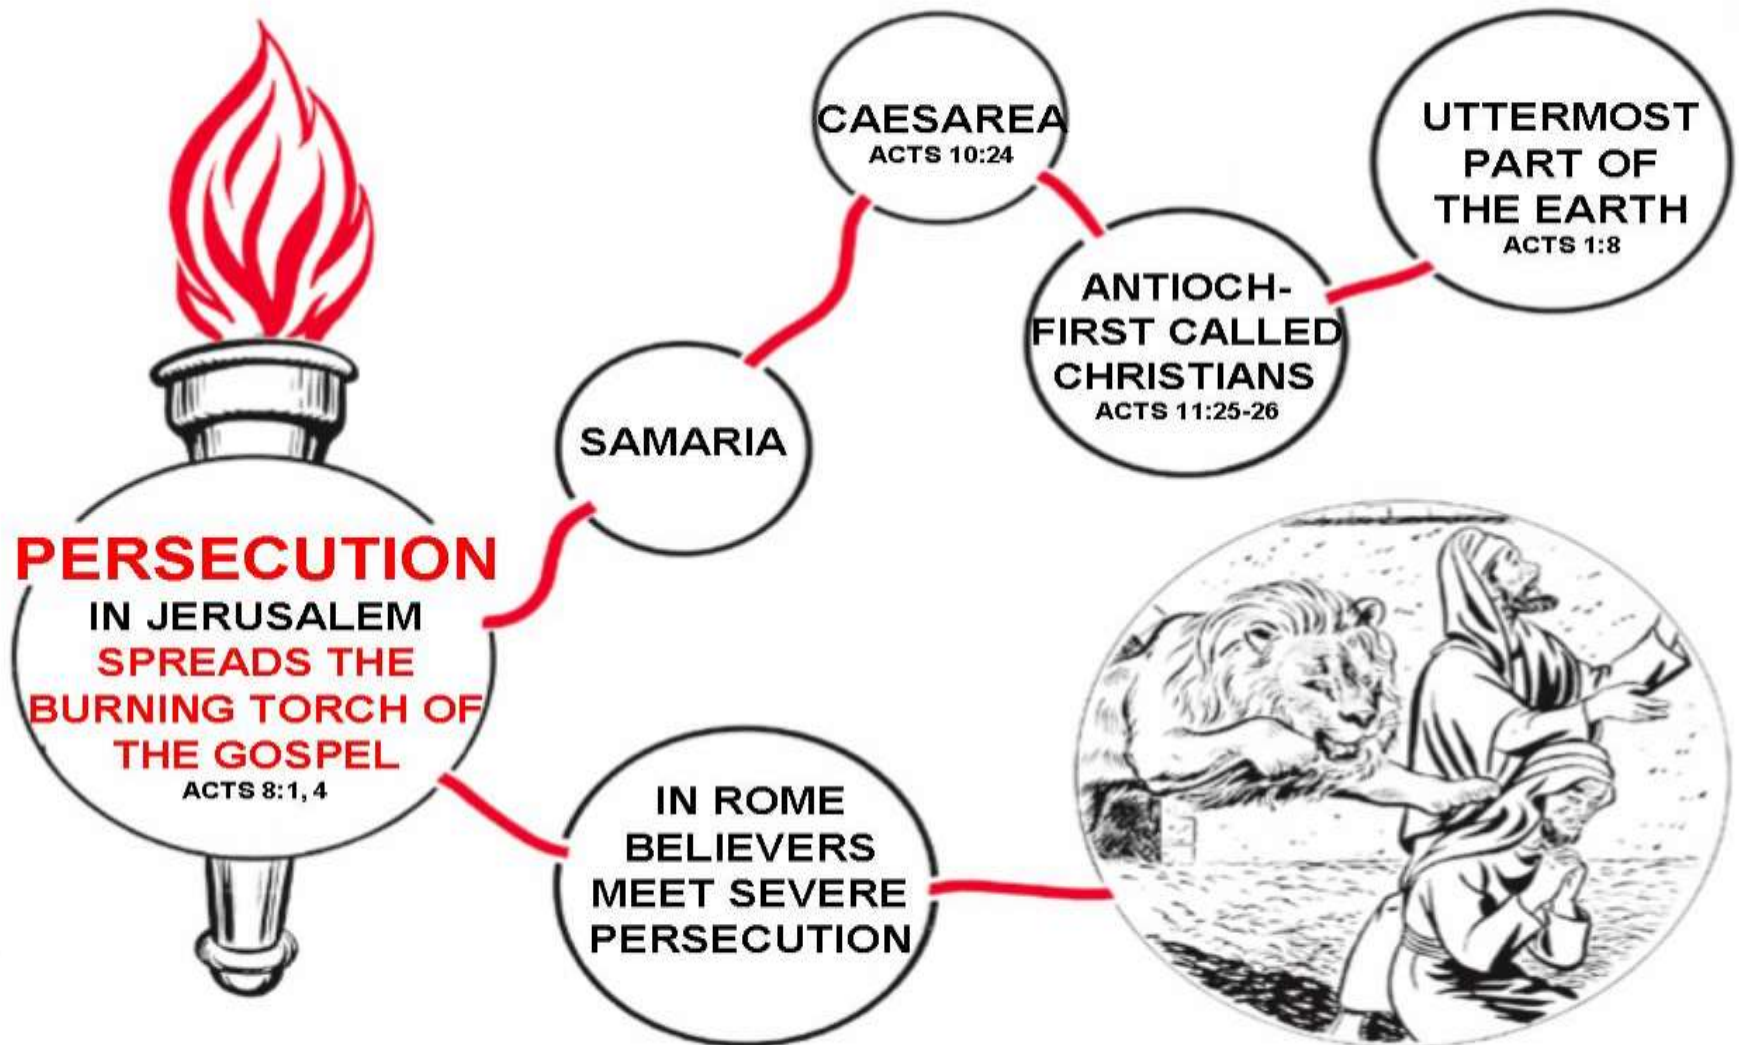 PERSECUTION
IN JERUSALEM
SPREADS THE
BURNING TORCH OF
THE GOSPEL
ACTS 8:1, 4
SAMARIA
CAESAREA
ACTS 10:24
ANTIOCH-
FIRST CALLED
CHRISTIANS
ACTS 11:25-26
UTTERMOST
PART OF
THE EARTH
ACTS 1:8
IN ROME
BELIEVERS
MEET SEVERE
PERSECUTION